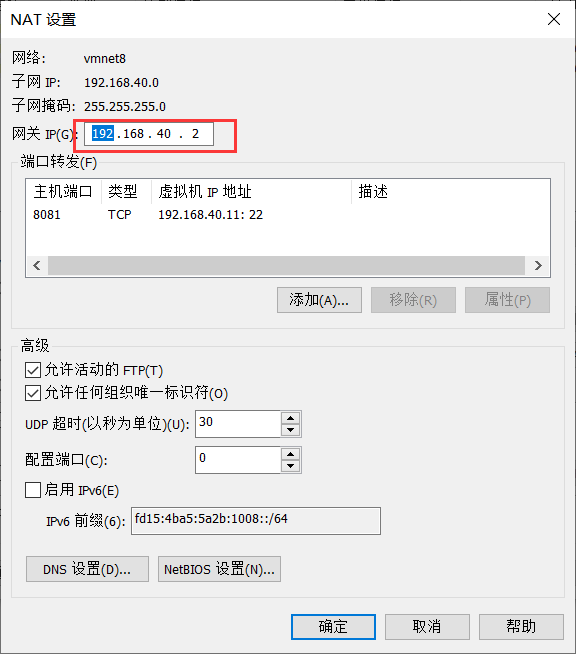 NAT 设置
网络: vmnet8
子网 IP: 192.168.40.0
子网掩码: 255.255.255.0
网关 IP(G): 192 . 168 . 40 . 2
端口转发(F)
主机端口 类型 虚拟机 IP 地址 描述
8081 TCP 192.168.40.11: 22
添加(A)... 移除(R) 属性(P)
高级
允许活动的 FTP(T)
允许任何组织唯一标识符(O)
UDP 超时(以秒为单位)(U): 30
配置端口(C): 0
启用 IPv6(E)
IPv6 前缀(6): fd15:4ba5:5a2b:1008::/64
DNS 设置(D)... NetBIOS 设置(N)...
确定 取消 帮助